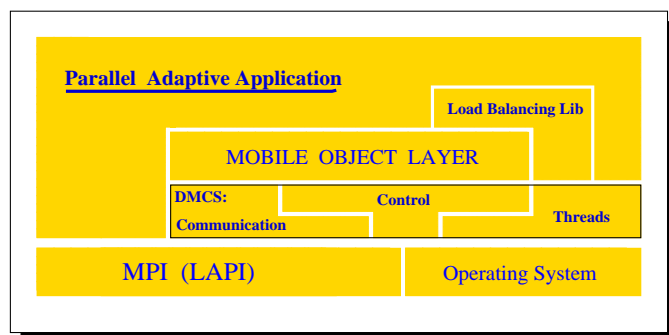 Parallel Adaptive Application
Load Balancing Lib
MOBILE OBJECT LAYER
DMCS:
Control
Communication
Threads
MPI (LAPI)
Operating System